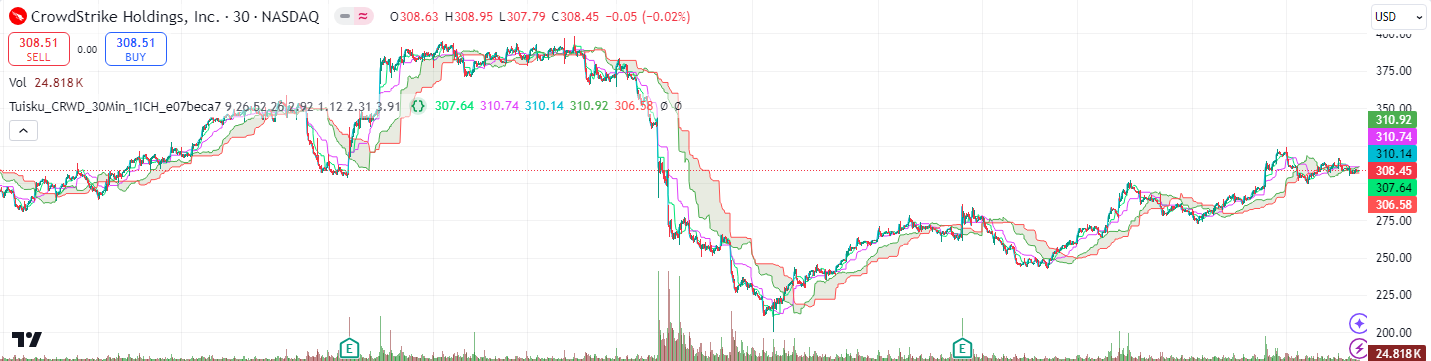 CrowdStrike Holdings, Inc. · 30 · NASDAQ O308.63 H308.95 L307.79 C308.45 −0.05 (−0.02%)
USD
308.51
SELL
0.00
308.51
BUY
Vol 24.818K
Tuisku_CRWD_30Min_1ICH_e07beca7 9 26 52 26 2.92 1.12 2.31 3.91 307.64 310.74 310.14 310.92 306.58 Ø Ø
400.00
375.00
350.00
310.92
310.74
310.14
308.45
307.64
306.58
275.00
250.00
225.00
200.00
24.818K
E
E